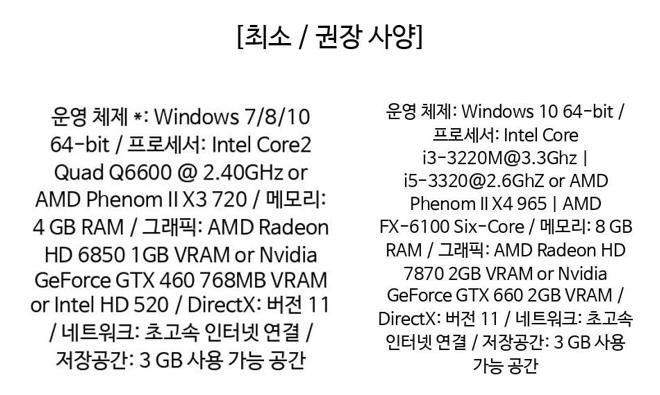 [최소 / 권장 사양]
운영 체제 *: Windows 7/8/10
64-bit / 프로세서: Intel Core2
Quad Q6600 @ 2.40GHz or
AMD Phenom II X3 720 / 메모리:
4 GB RAM / 그래픽: AMD Radeon
HD 6850 1GB VRAM or Nvidia
GeForce GTX 460 768MB VRAM
or Intel HD 520 / DirectX: 버전 11
/ 네트워크: 초고속 인터넷 연결 /
저장공간: 3 GB 사용 가능 공간
운영 체제: Windows 10 64-bit /
프로세서: Intel Core
i3-3220M@3.3Ghz |
i5-3320@2.6GhZ or AMD
Phenom II X4 965 | AMD
FX-6100 Six-Core / 메모리: 8 GB
RAM / 그래픽: AMD Radeon HD
7870 2GB VRAM or Nvidia
GeForce GTX 660 2GB VRAM /
DirectX: 버전 11 / 네트워크: 초고속
인터넷 연결 / 저장공간: 3 GB 사용
가능 공간